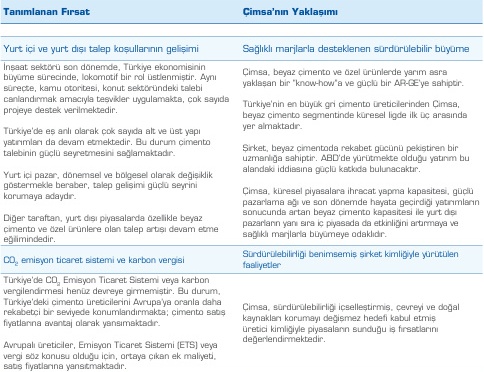 Tanımlanan Fırsat
Çimsa'nın Yaklaşımı
Yurt içi ve yurt dışı talep koşullarının gelişimi
Sağlıklı marjlarla desteklenen sürdürülebilir büyüme
İnşaat sektörü son dönemde, Türkiye ekonomisinin
büyüme sürecinde, lokomotif bir rol üstlenmiştir. Aynı
süreçte, kamu otoritesi, konut sektöründeki talebi
canlandırmak amacıyla teşvikler uygulamakta, çok sayıda
projeye destek verilmektedir.
Türkiye'de eş anlı olarak çok sayıda alt ve üst yapı
yatırımları da devam etmektedir. Bu durum çimento
talebinin güçlü seyretmesini sağlamaktadır.
Yurt içi pazar, dönemsel ve bölgesel olarak değişiklik
göstermekle beraber, talep gelişimi güçlü seyrini
korumaya adaydır.
Diğer taraftan, yurt dışı piyasalarda özellikle beyaz
çimento ve özel ürünlere olan talep artışı devam etme
eğilimindedir.
Çimsa, beyaz çimento ve özel ürünlerde yarım asra
yaklaşan bir "know-how"a ve güçlü bir AR-GE'ye sahiptir.
Türkiye'nin en büyük gri çimento üreticilerinden Çimsa,
beyaz çimento segmentinde küresel ligde ilk üç arasında
yer almaktadır.
Şirket, beyaz çimentoda rekabet gücünü pekiştiren bir
uzmanlığa sahiptir. ABD'de yürütmekte olduğu yatırım bu
alandaki iddiasına güçlü katkıda bulunacaktır.
Çimsa, küresel piyasalara ihracat yapma kapasitesi, güçlü
pazarlama ağı ve son dönemde hayata geçirdiği yatırımların
sonucunda artan beyaz çimento kapasitesi ile yurt dışı
pazarların yanı sıra iç piyasada da etkinliğini artırmaya ve
sağlıklı marjlarla büyümeye odaklıdır.
CO₂ emisyon ticaret sistemi ve karbon vergisi
Sürdürülebilirliği benimsemiş şirket kimliğiyle yürütülen
faaliyetler
Türkiye'de CO₂ Emisyon Ticaret Sistemi veya karbon
vergilendirmesi henüz devreye girmemiştir. Bu durum,
Türkiye'deki çimento üreticilerini Avrupa'ya oranla daha
rekabetçi bir seviyede konumlandırmakta; çimento satış
fiyatlarına avantaj olarak yansımaktadır.
Avrupalı üreticiler, Emisyon Ticaret Sistemi (ETS) veya
vergi söz konusu olduğu için, ortaya çıkan ek maliyeti,
satış fiyatlarına yansıtmaktadır.
Çimsa, sürdürülebilirliği içselleştirmiş, çevreyi ve doğal
kaynakları korumayı değişmez hedefi kabul etmiş
üretici kimliğiyle piyasaların sunduğu iş fırsatlarını
değerlendirmektedir.